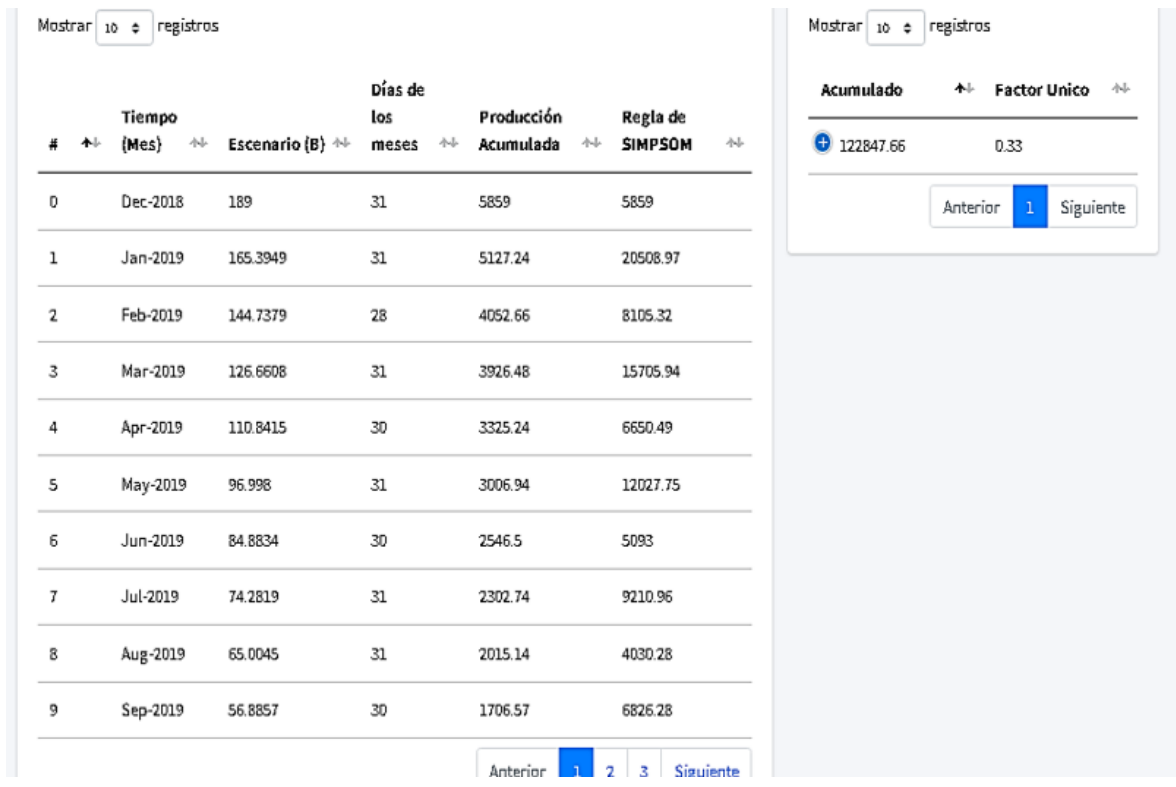 Mostrar 10 registros
# Tiempo (Mes) Escenario (B) Días de los meses Producción Acumulada Regla de SIMPSOM
0 Dec-2018 189 31 5859 5859
1 Jan-2019 165.3949 31 5127.24 20508.97
2 Feb-2019 144.7379 28 4052.66 8105.32
3 Mar-2019 126.6608 31 3926.48 15705.94
4 Apr-2019 110.8415 30 3325.24 6650.49
5 May-2019 96.998 31 3006.94 12027.75
6 Jun-2019 84.8834 30 2546.5 5093
7 Jul-2019 74.2819 31 2302.74 9210.96
8 Aug-2019 65.0045 31 2015.14 4030.28
9 Sep-2019 56.8857 30 1706.57 6826.28
Anterior 1 2 3 Siguiente
Mostrar 10 registros
Acumulado Factor Unico
122847.66 0.33
Anterior 1 Siguiente